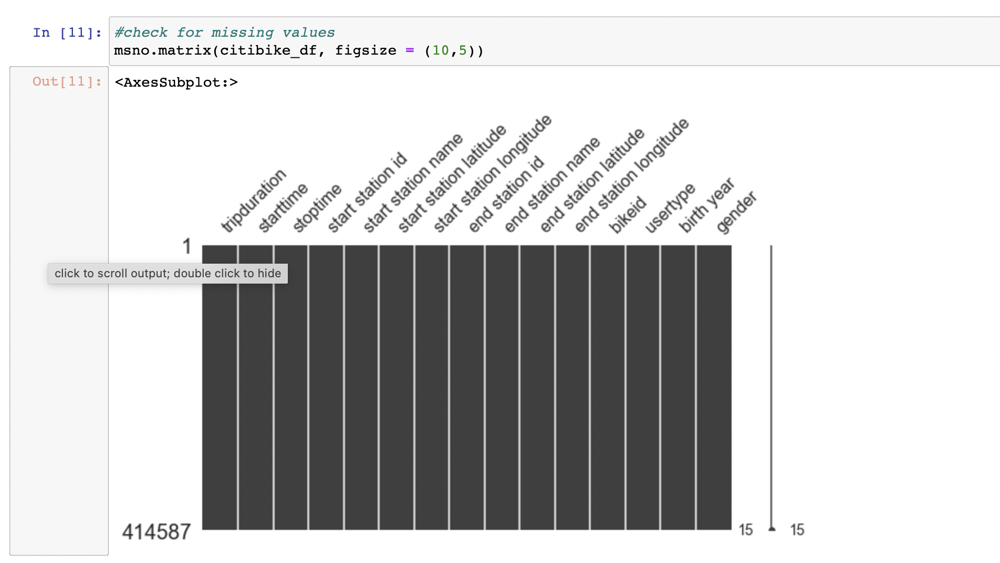 In [11]:
#check for missing values
msno.matrix(citibike_df, figsize = (10,5))
Out[11]:
<AxesSubplot:>
tripduration
starttime
stoptime
start station id
start station name
start station latitude
start station longitude
end station id
end station name
end station latitude
end station longitude
bikeid
usertype
birth year
gender
1
click to scroll output; double click to hide
414587
15
15